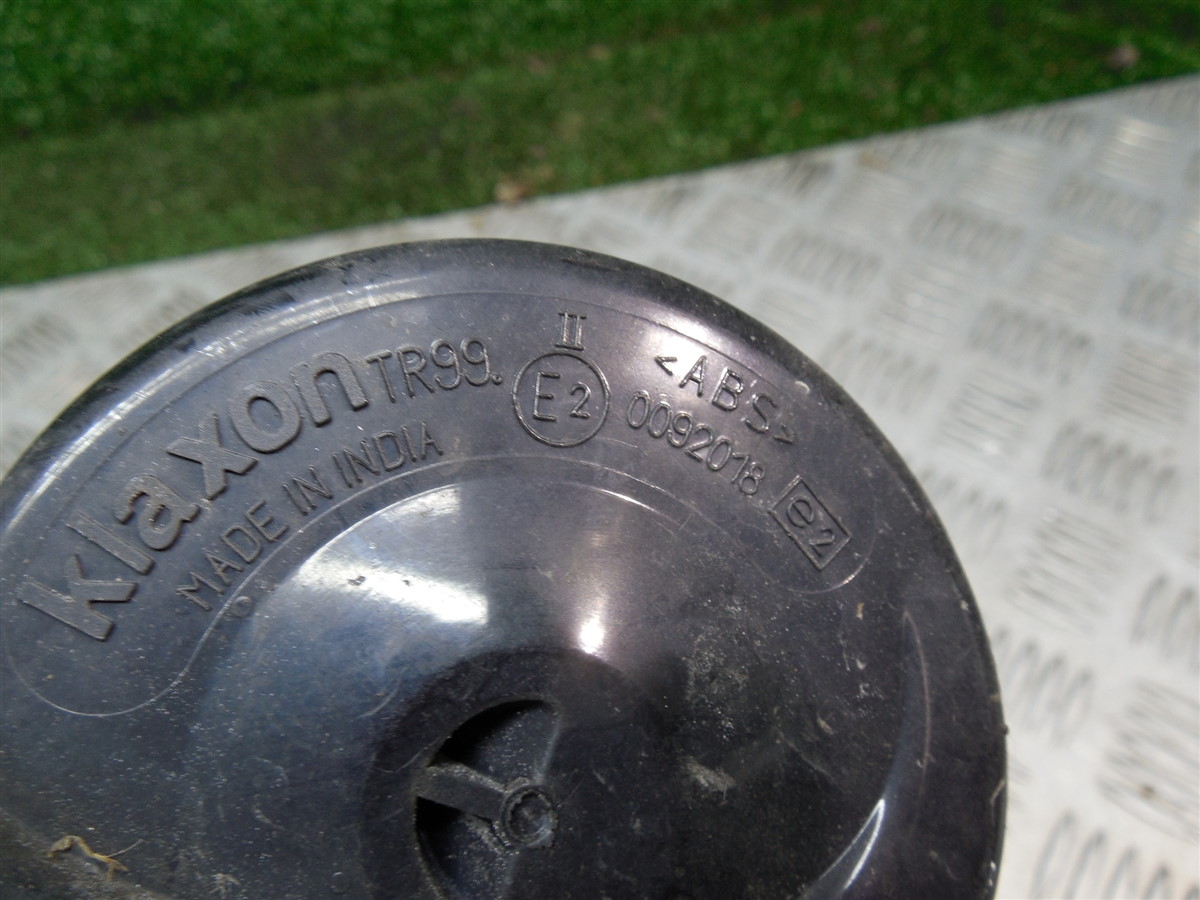 klaxon TR99.
MADE IN INDIA
II
E2
<ABS>
0092018
e2